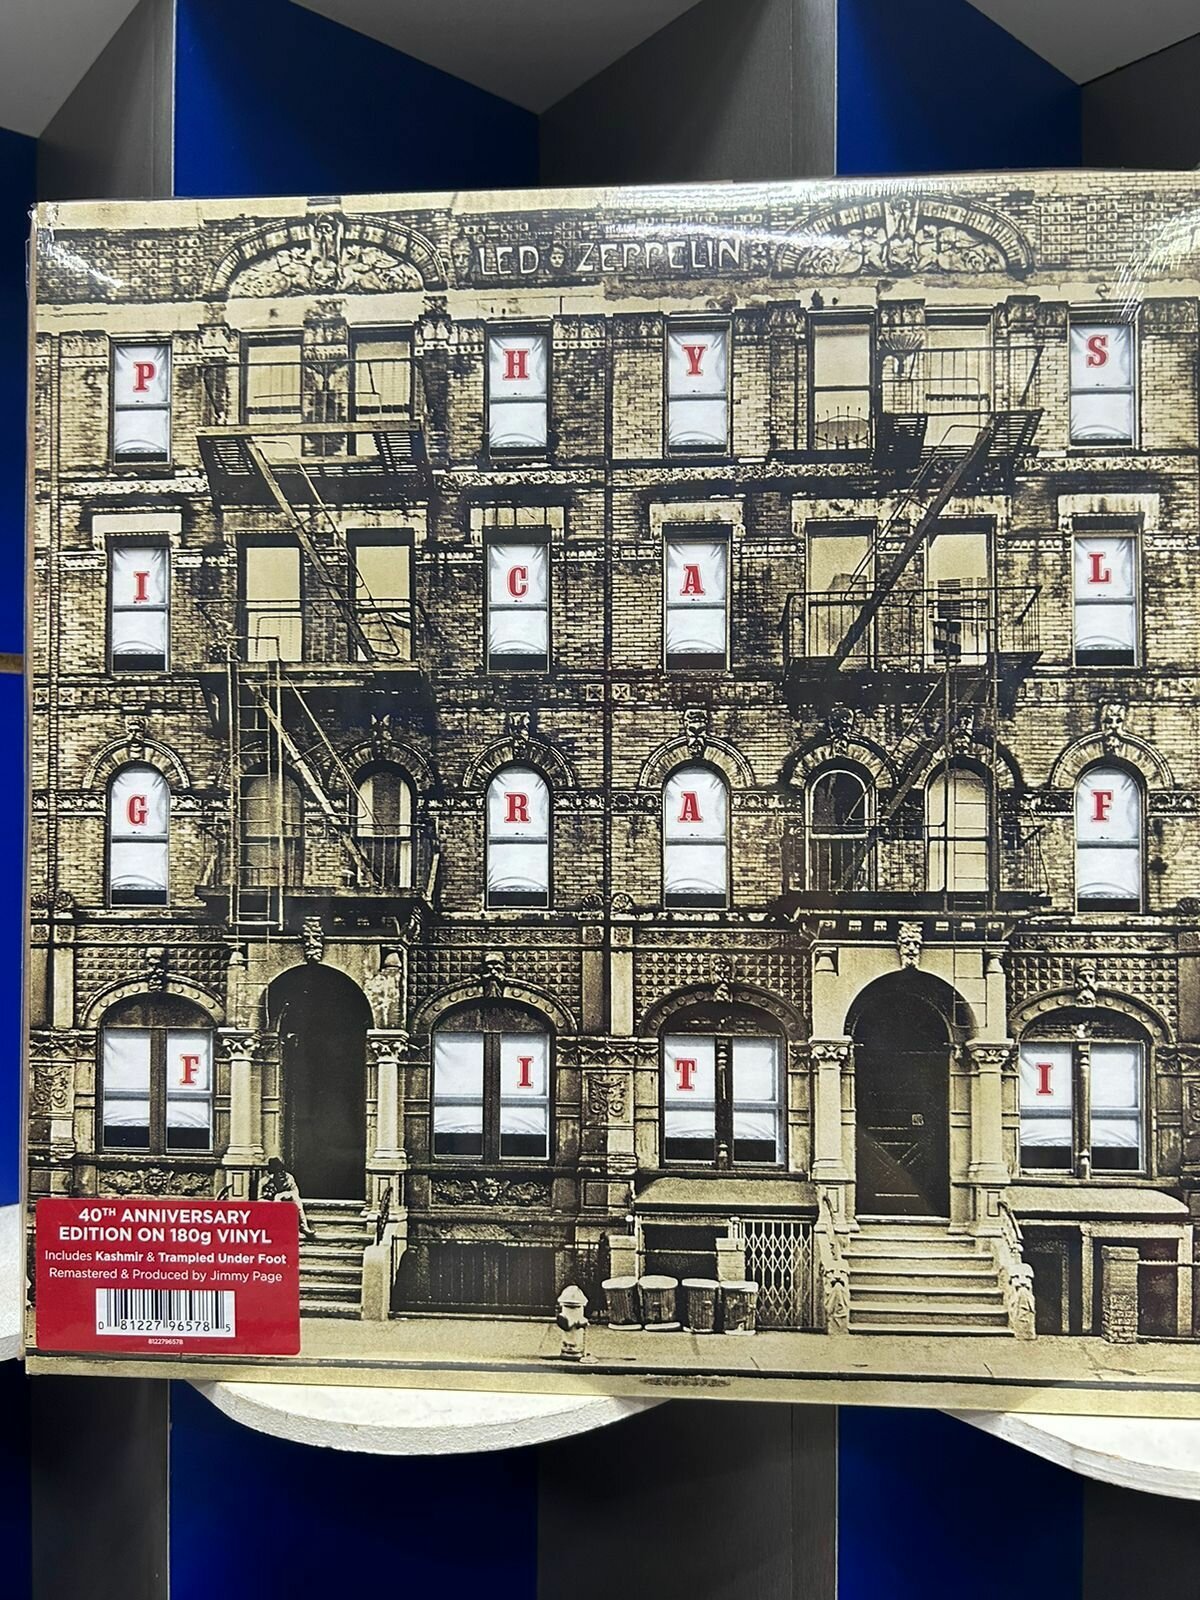 LED ZEPPELIN
P H Y S
I C A L
G R A F
F I T I
40TH ANNIVERSARY
EDITION ON 180g VINYL
Includes Kashmir & Trampled Under Foot
Remastered & Produced by Jimmy Page
0 81227 96578 5
8122796578